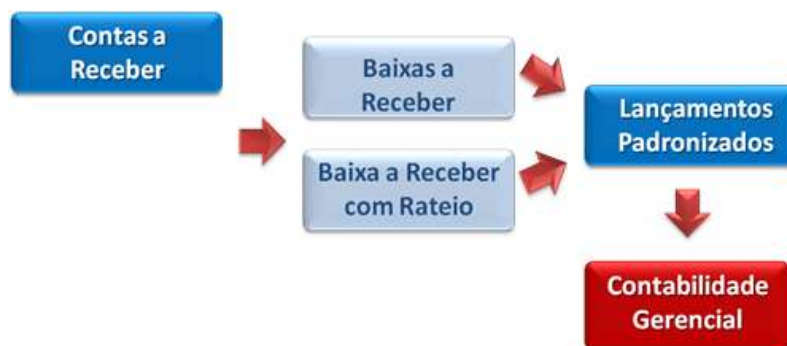 Contas a
Receber
Baixas a
Receber
Baixa a Receber
com Rateio
Lançamentos
Padronizados
Contabilidade
Gerencial